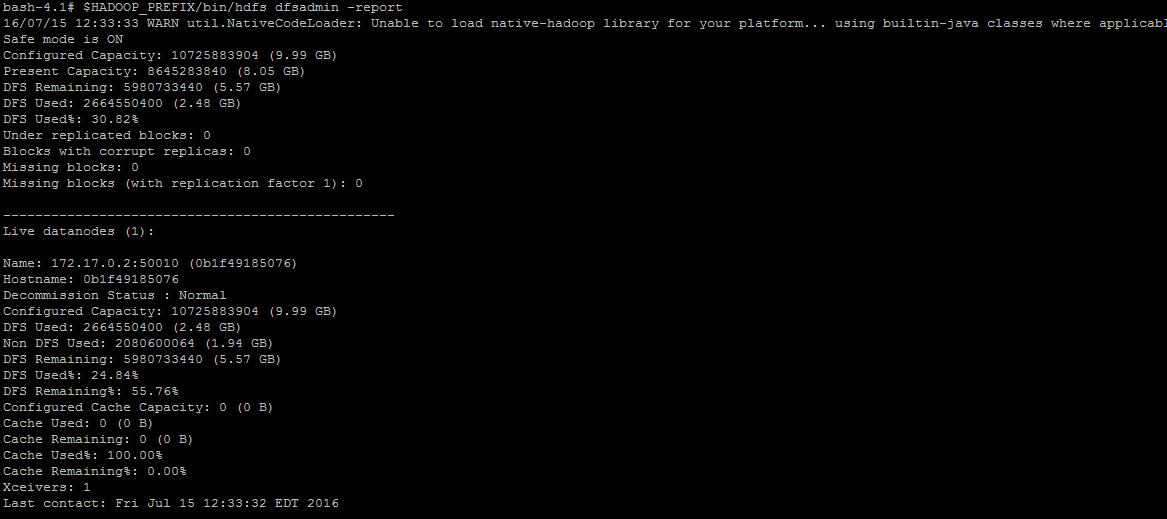 bash-4.1# $HADOOP_PREFIX/bin/hdfs dfsadmin -report
16/07/15 12:33:33 WARN util.NativeCodeLoader: Unable to load native-hadoop library for your platform... using builtin-java classes where applicabl
Safe mode is ON
Configured Capacity: 10725883904 (9.99 GB)
Present Capacity: 8645283840 (8.05 GB)
DFS Remaining: 5980733440 (5.57 GB)
DFS Used: 2664550400 (2.48 GB)
DFS Used%: 30.82%
Under replicated blocks: 0
Blocks with corrupt replicas: 0
Missing blocks: 0
Missing blocks (with replication factor 1): 0
-------------------------------------------------
Live datanodes (1):
Name: 172.17.0.2:50010 (0b1f49185076)
Hostname: 0b1f49185076
Decommission Status : Normal
Configured Capacity: 10725883904 (9.99 GB)
DFS Used: 2664550400 (2.48 GB)
Non DFS Used: 2080600064 (1.94 GB)
DFS Remaining: 5980733440 (5.57 GB)
DFS Used%: 24.84%
DFS Remaining%: 55.76%
Configured Cache Capacity: 0 (0 B)
Cache Used: 0 (0 B)
Cache Remaining: 0 (0 B)
Cache Used%: 100.00%
Cache Remaining%: 0.00%
Xceivers: 1
Last contact: Fri Jul 15 12:33:32 EDT 2016